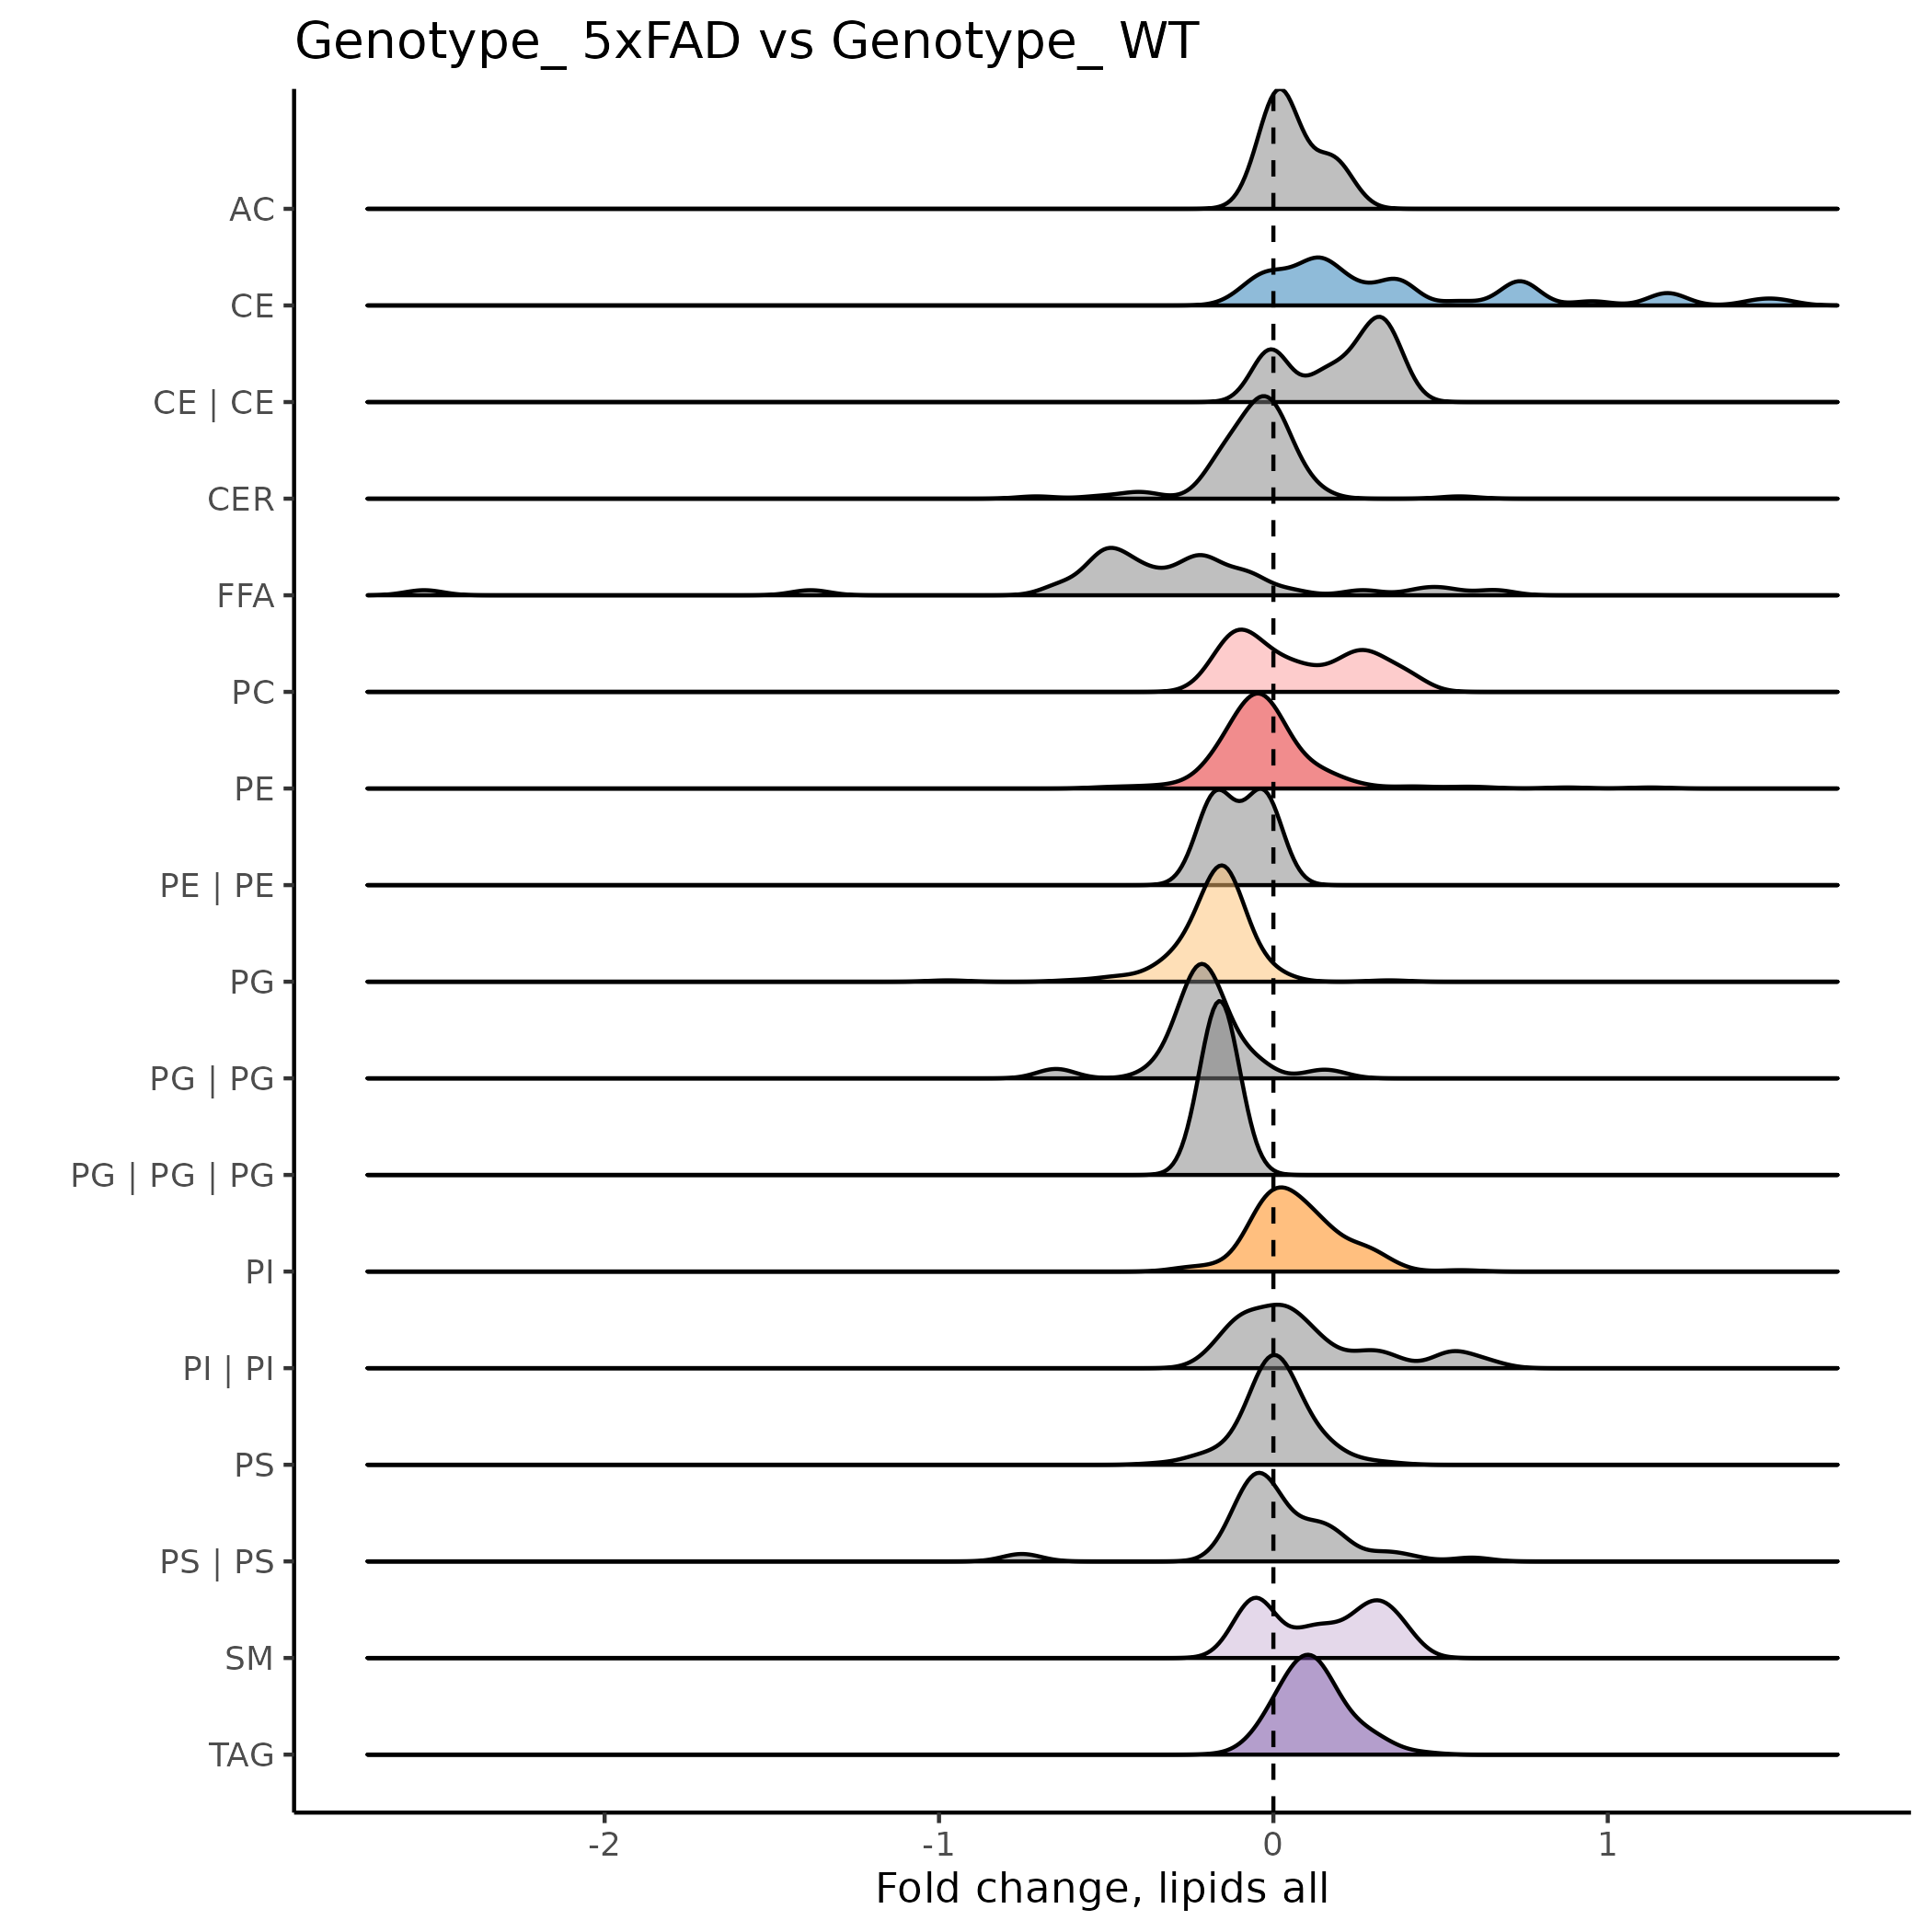 Genotype_ 5xFAD vs Genotype_ WT
AC
CE
CE | CE
CER
FFA
PC
PE
PE | PE
PG
PG | PG
PG | PG | PG
PI
PI | PI
PS
PS | PS
SM
TAG
-2 -1 0 1
Fold change, lipids all